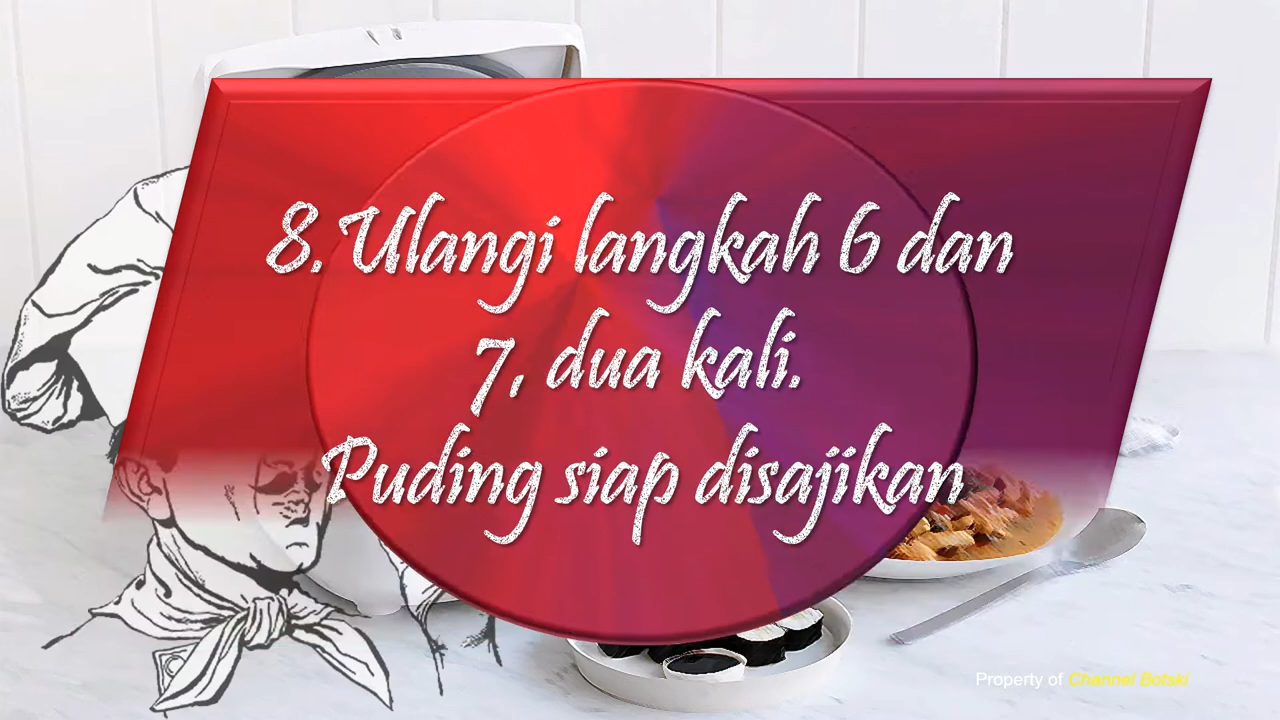 8. Ulangi langkah 6 dan
7, dua kali.
Puding siap disajikan
Property of Channel Botski